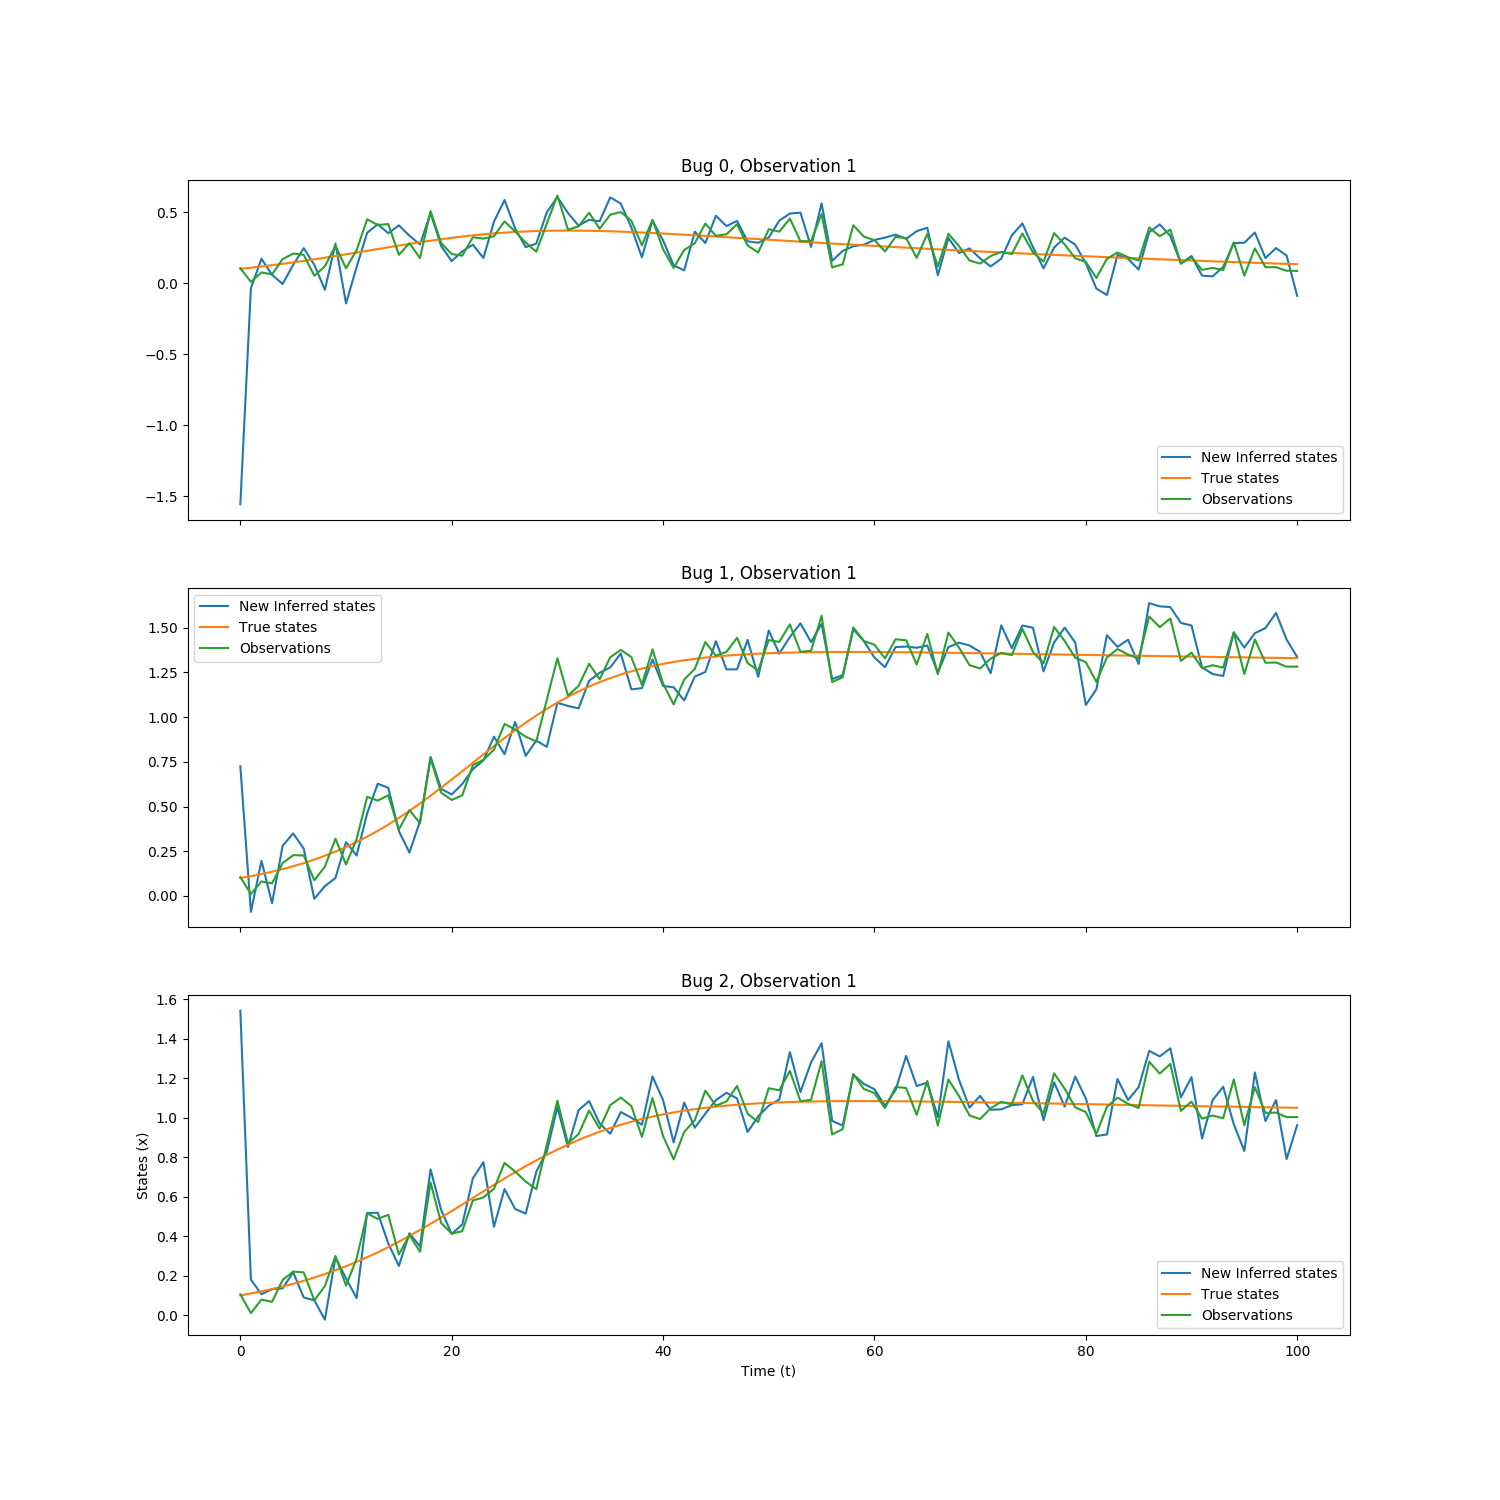 Bug 0, Observation 1
0.5
0.0
−0.5
−1.0
−1.5
New Inferred states
True states
Observations
Bug 1, Observation 1
1.50
1.25
1.00
0.75
0.50
0.25
0.00
New Inferred states
True states
Observations
Bug 2, Observation 1
1.6
1.4
1.2
1.0
0.8
0.6
0.4
0.2
0.0
States (x)
New Inferred states
True states
Observations
0 20 40 60 80 100
Time (t)